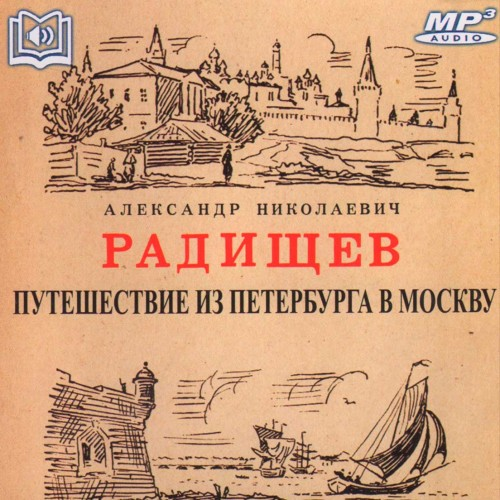 MP3
AUDIO
АЛЕКСАНДР НИКОЛАЕВИЧ
РАДИЩЕВ
ПУТЕШЕСТВИЕ ИЗ ПЕТЕРБУРГА В МОСКВУ